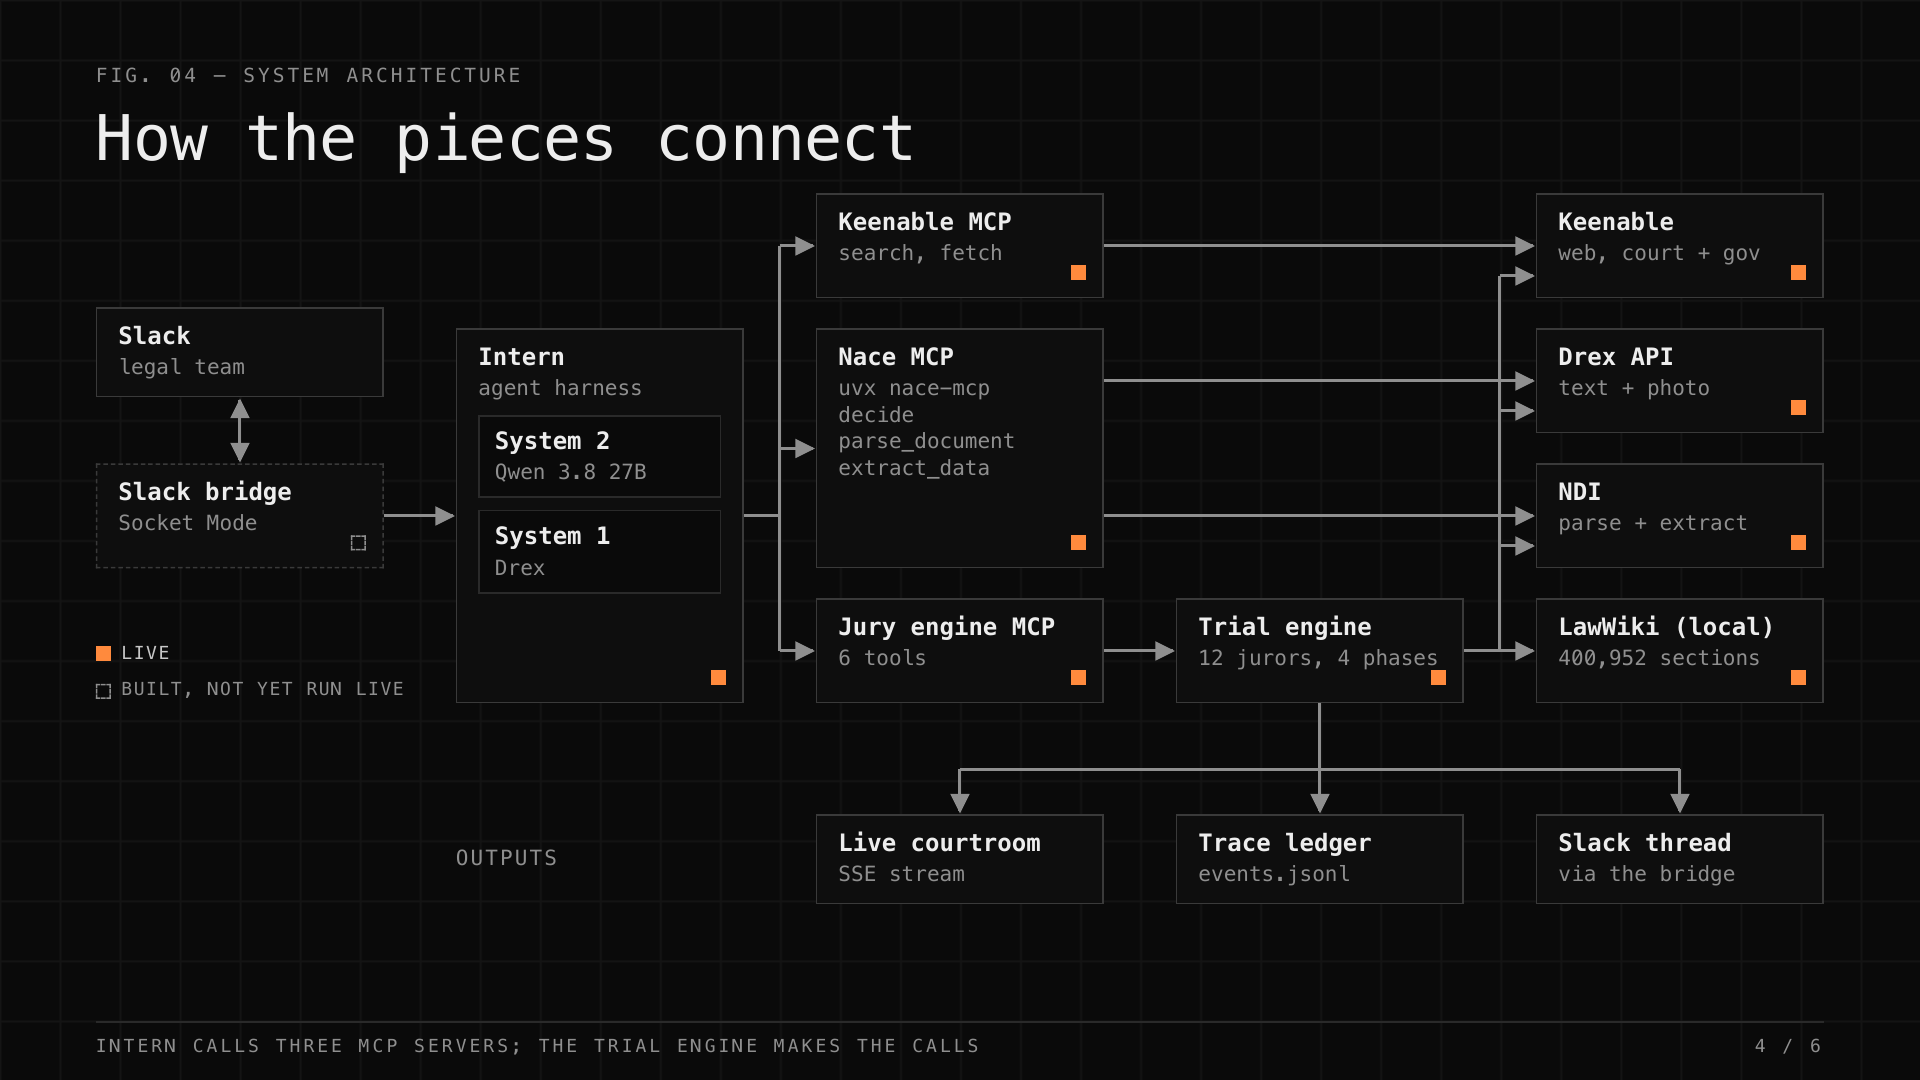 FIG. 04 — SYSTEM ARCHITECTURE
How the pieces connect
Slack
legal team
Slack bridge
Socket Mode
LIVE
BUILT, NOT YET RUN LIVE
Intern
agent harness
System 2
Qwen 3.8 27B
System 1
Drex
Keenable MCP
search, fetch
Nace MCP
uvx nace-mcp
decide
parse_document
extract_data
Jury engine MCP
6 tools
Trial engine
12 jurors, 4 phases
Keenable
web, court + gov
Drex API
text + photo
NDI
parse + extract
LawWiki (local)
400,952 sections
OUTPUTS
Live courtroom
SSE stream
Trace ledger
events.jsonl
Slack thread
via the bridge
INTERN CALLS THREE MCP SERVERS; THE TRIAL ENGINE MAKES THE CALLS
4 / 6